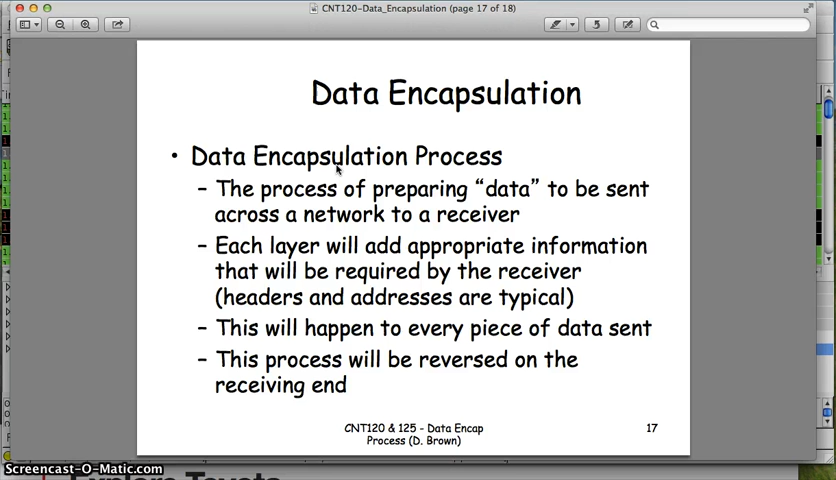 CNT120-Data_Encapsulation (page 17 of 18)
Data Encapsulation
• Data Encapsulation Process
– The process of preparing “data” to be sent
across a network to a receiver
– Each layer will add appropriate information
that will be required by the receiver
(headers and addresses are typical)
– This will happen to every piece of data sent
– This process will be reversed on the
receiving end
CNT120 & 125 - Data Encap
Process (D. Brown)
17
Screencast-O-Matic.com